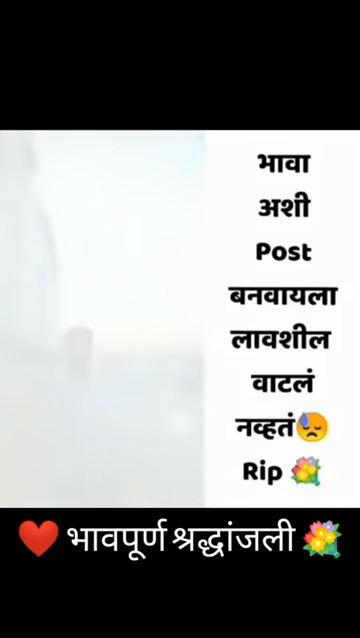 भावा
अशी
Post
बनवायला
लावशील
वाटलं
नव्हतं😓
Rip 💐
❤️ भावपूर्ण श्रद्धांजली 💐